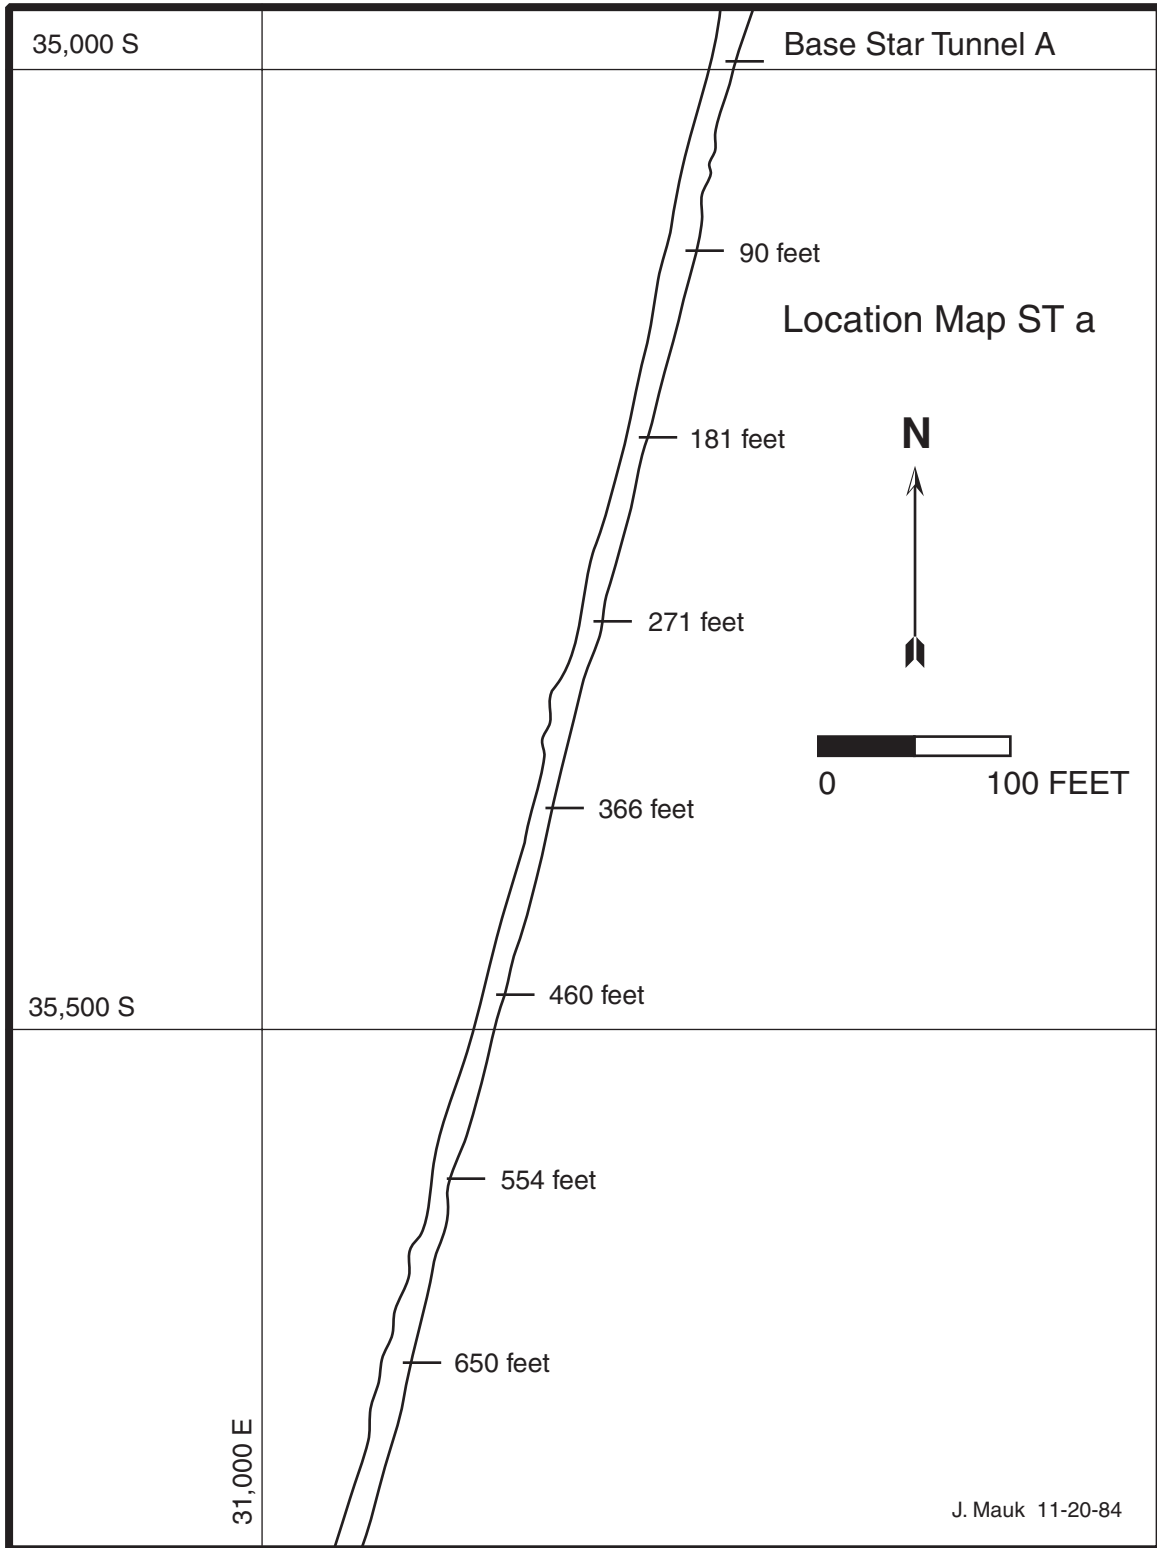 35,000 S
Base Star Tunnel A
90 feet
Location Map ST a
181 feet
N
271 feet
0 100 FEET
366 feet
460 feet
35,500 S
554 feet
650 feet
31,000 E
J. Mauk 11-20-84